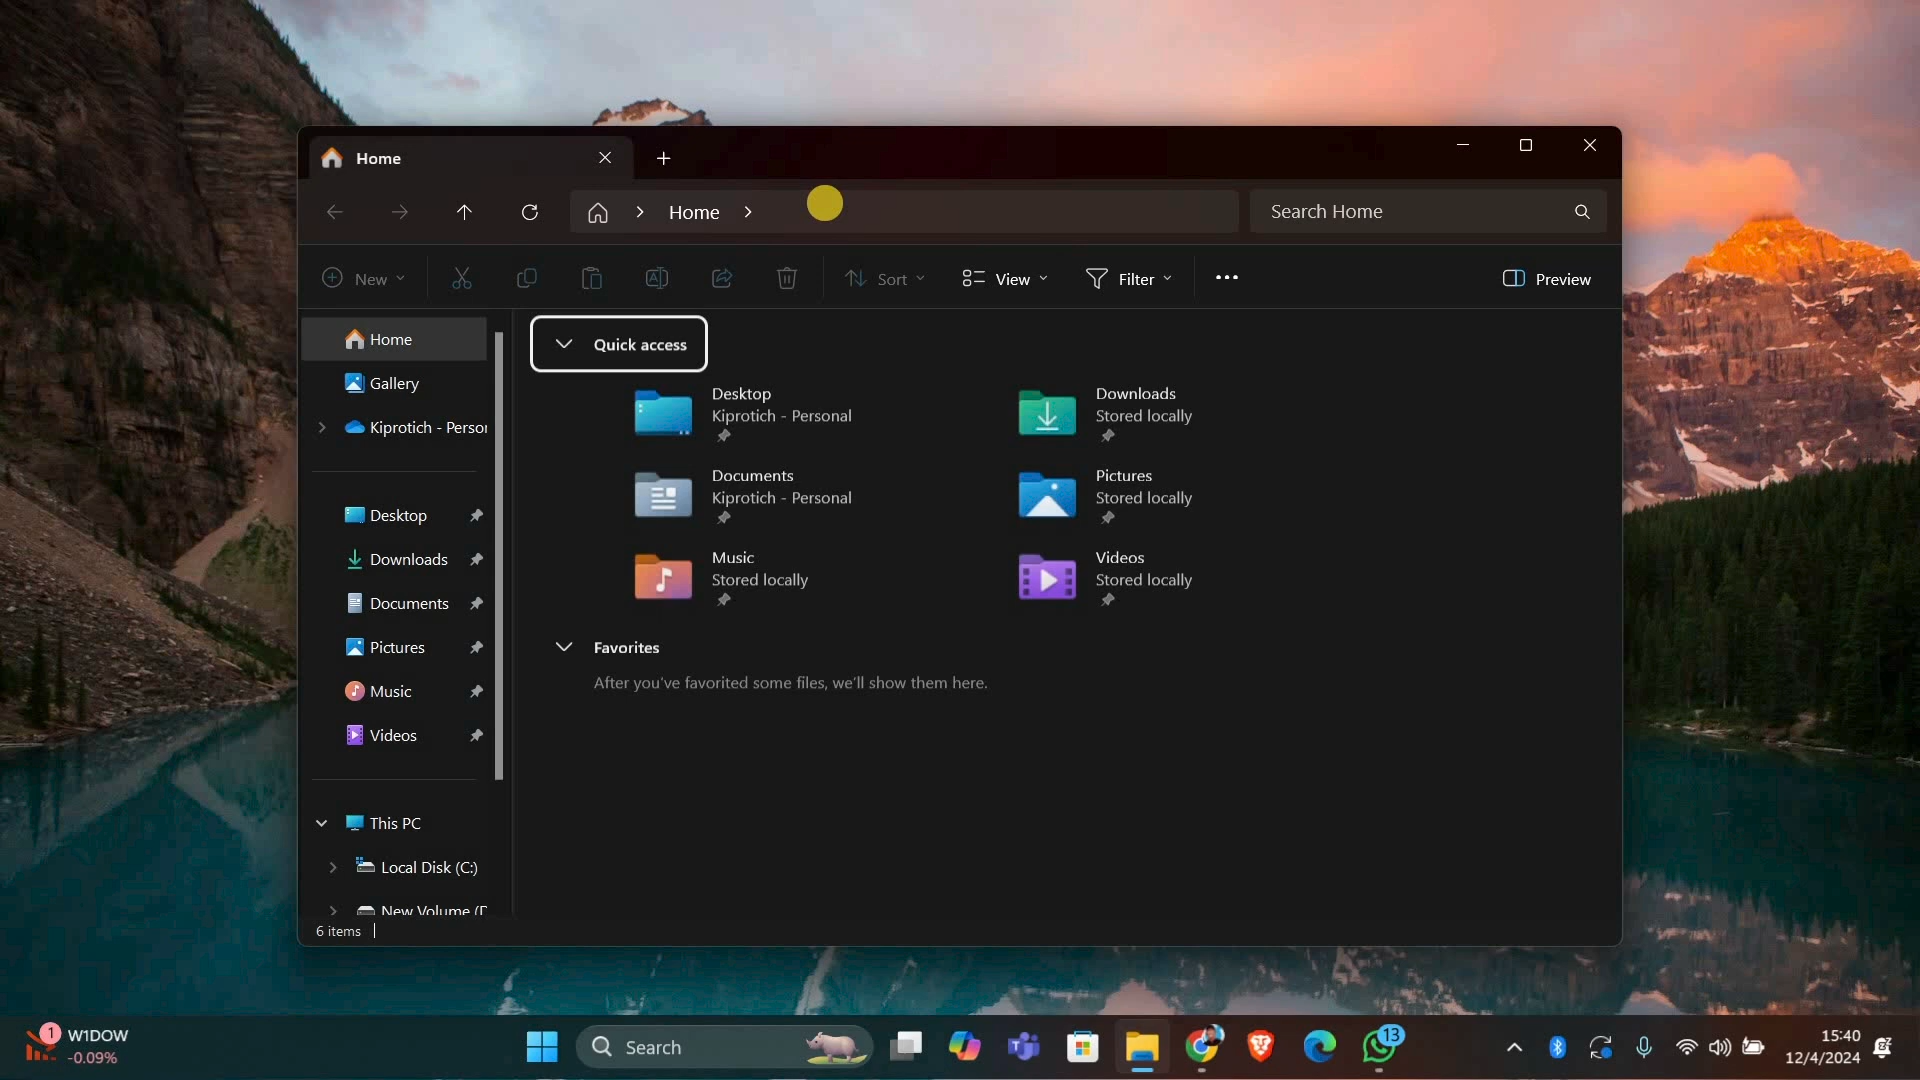 Home
Home
Search Home
New
Sort
View
Filter
Preview
Home
Gallery
Kiprotich - Person
Desktop
Downloads
Documents
Pictures
Music
Videos
This PC
Local Disk (C:)
New Volume (D
Quick access
Desktop
Kiprotich - Personal
Downloads
Stored locally
Documents
Kiprotich - Personal
Pictures
Stored locally
Music
Stored locally
Videos
Stored locally
Favorites
After you've favorited some files, we'll show them here.
6 items
1
W1DOW
-0.09%
Search
13
15:40
12/4/2024